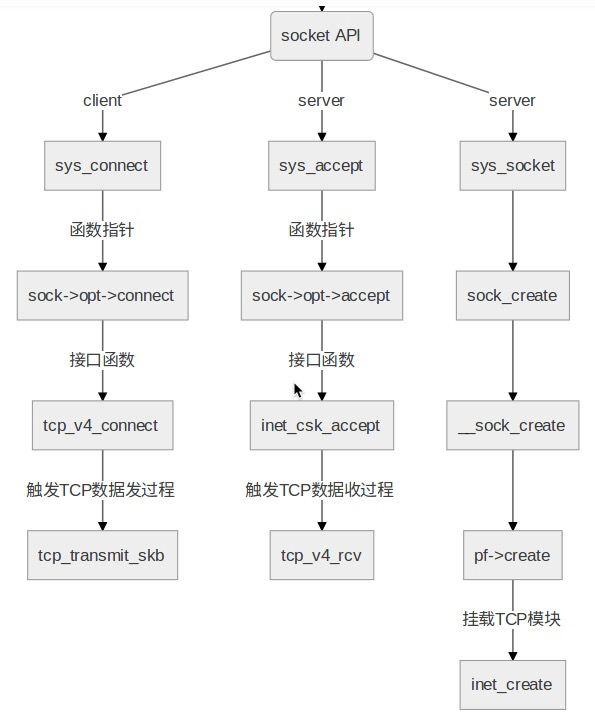 socket API
client
server
server
sys_connect
sys_accept
sys_socket
函数指针
函数指针
sock->opt->connect
sock->opt->accept
sock_create
接口函数
接口函数
tcp_v4_connect
inet_csk_accept
__sock_create
触发TCP数据发过程
触发TCP数据收过程
tcp_transmit_skb
tcp_v4_rcv
pf->create
挂载TCP模块
inet_create